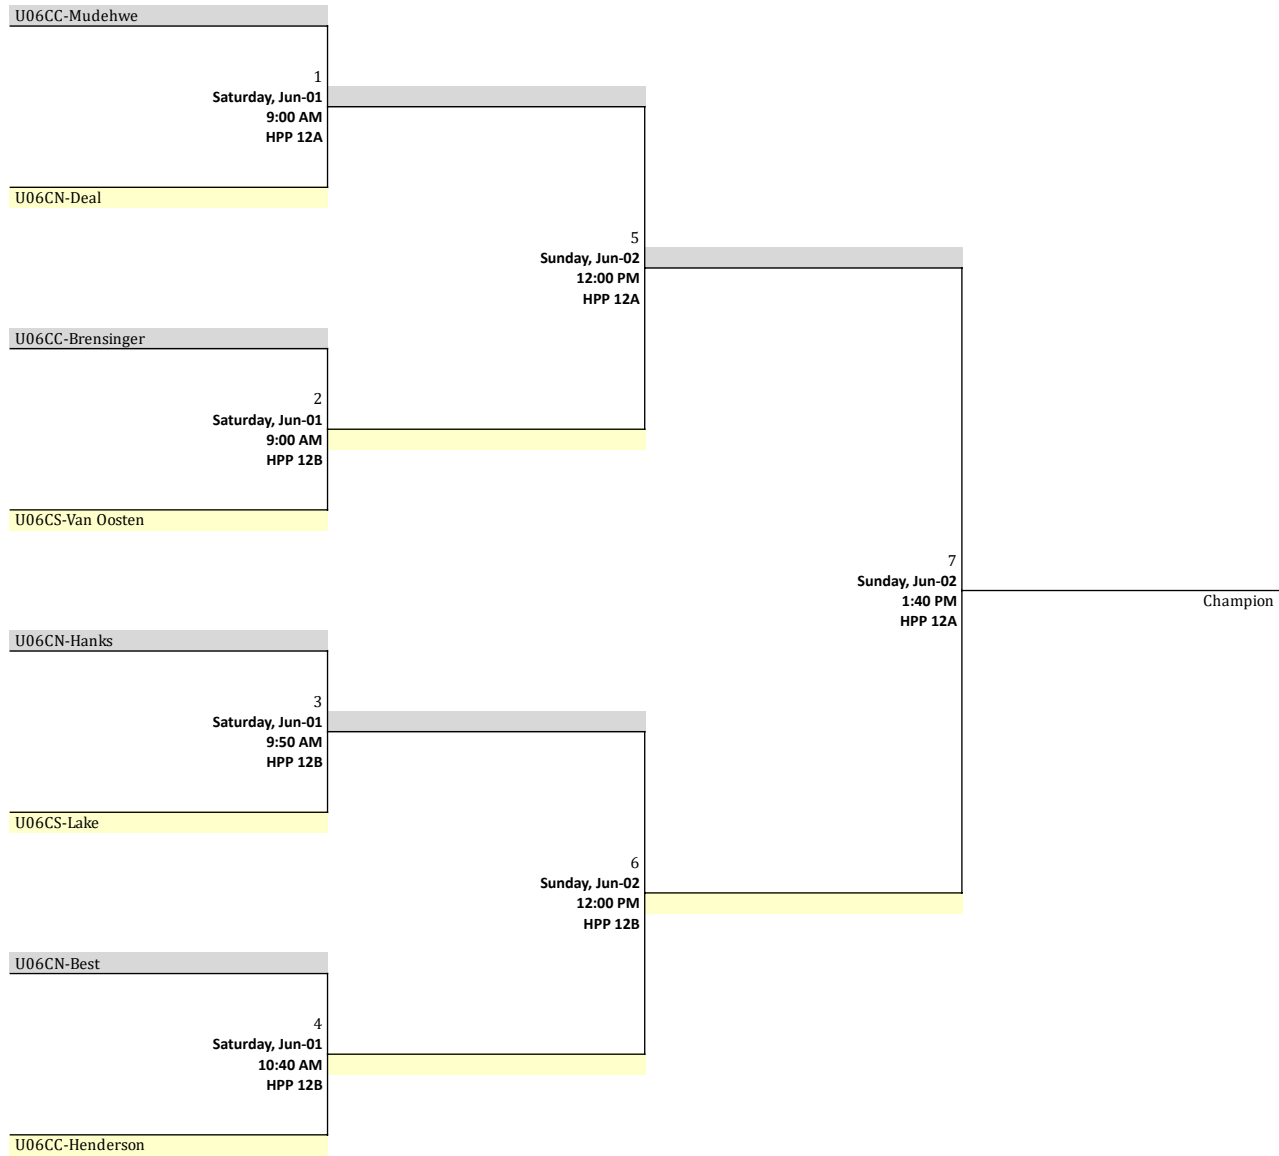 U06CC-Mudehwe
1
Saturday, Jun-01
9:00 AM
HPP 12A
U06CN-Deal
5
Sunday, Jun-02
12:00 PM
HPP 12A
U06CC-Brensinger
2
Saturday, Jun-01
9:00 AM
HPP 12B
U06CS-Van Oosten
7
Sunday, Jun-02
1:40 PM
HPP 12A
Champion
U06CN-Hanks
3
Saturday, Jun-01
9:50 AM
HPP 12B
U06CS-Lake
6
Sunday, Jun-02
12:00 PM
HPP 12B
U06CN-Best
4
Saturday, Jun-01
10:40 AM
HPP 12B
U06CC-Henderson